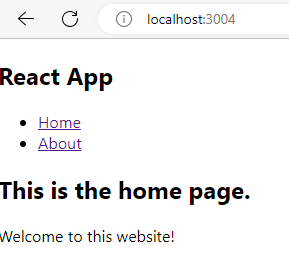 localhost:3004
React App
Home
About
This is the home page.
Welcome to this website!